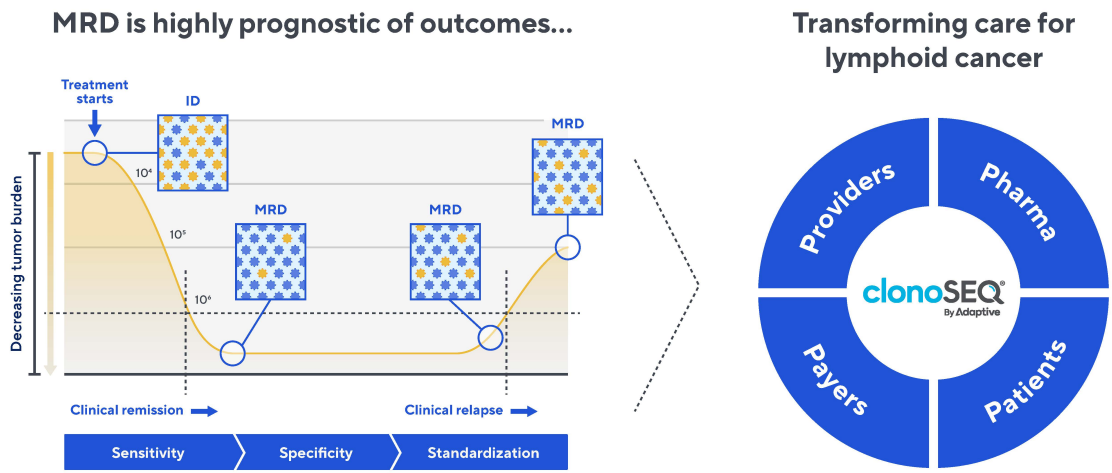 MRD is highly prognostic of outcomes...
Transforming care for
lymphoid cancer
Treatment
starts
ID
MRD
MRD
MRD
10⁴
10⁵
10⁶
Decreasing tumor burden
Clinical remission
Clinical relapse
Sensitivity
Specificity
Standardization
Providers
Pharma
clonoSEQ®
By Adaptive
Payers
Patients